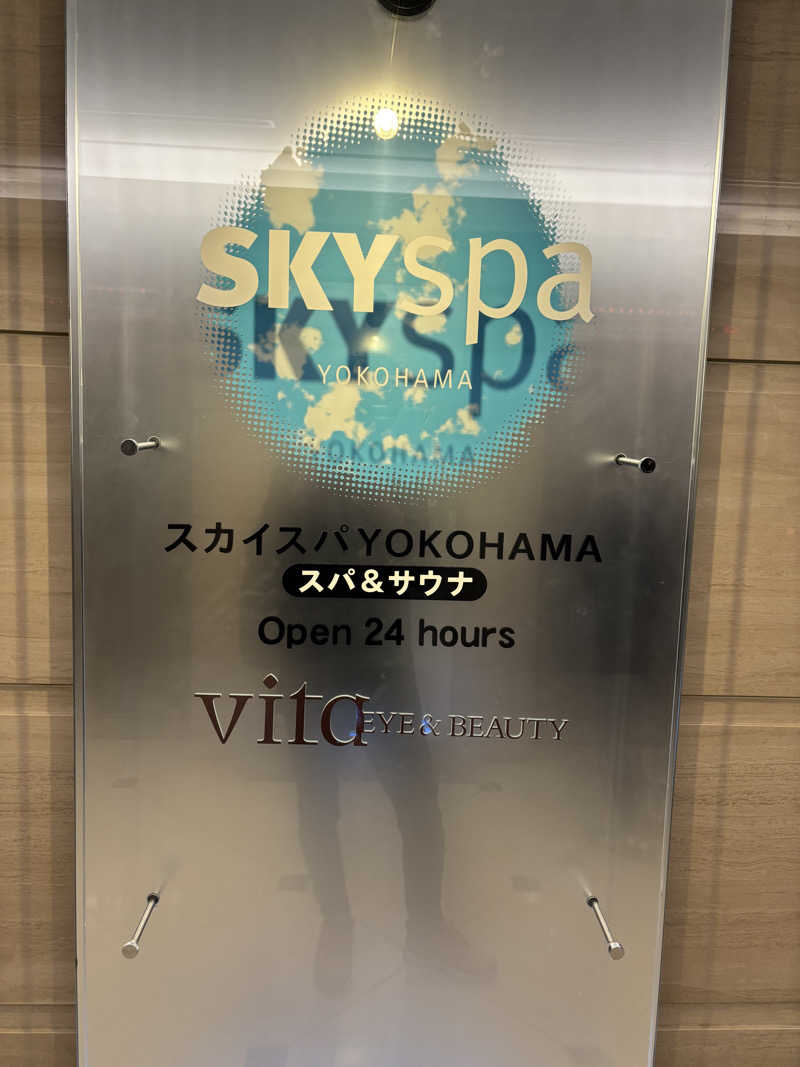 SKYspa
YOKOHAMA
スカイスパYOKOHAMA
スパ&サウナ
Open 24 hours
vita EYE & BEAUTY